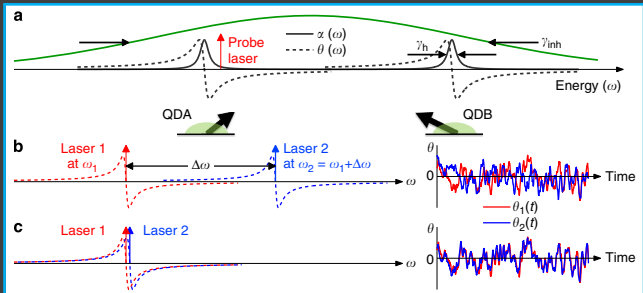 a
Probe
laser
α (ω)
θ (ω)
γh
γinh
Energy (ω)
QDA
QDB
b
Laser 1
at ω1
Δω
Laser 2
at ω2 = ω1+Δω
ω
θ
0
Time
θ1(t)
θ2(t)
c
Laser 1
Laser 2
ω
θ
0
Time